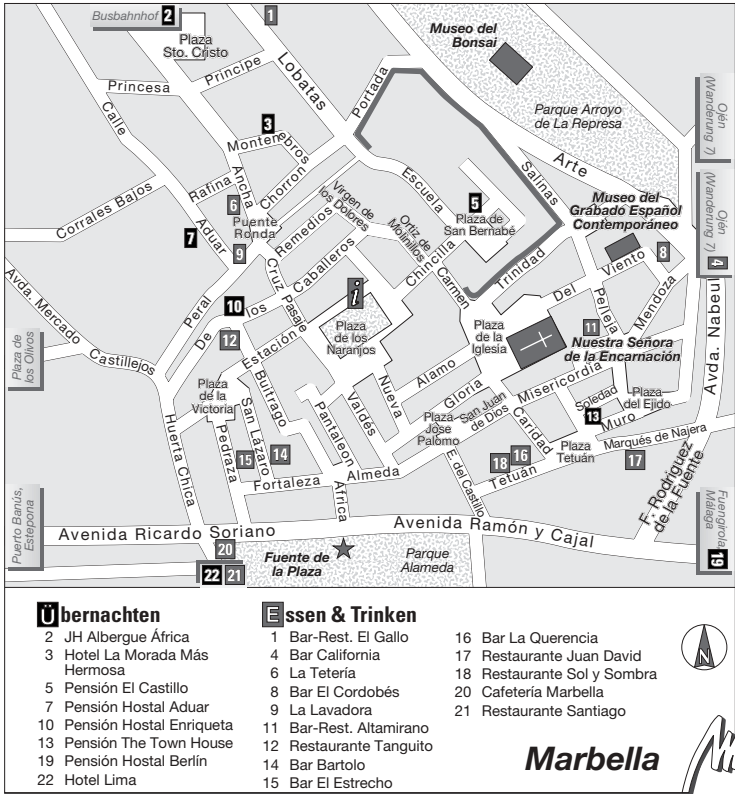 Busbahnhof 2
1
Plaza
Sto. Cristo
Museo del
Bonsai
Princesa
Principe
Lobatas
Portada
Calle
Parque Arroyo
de La Represa
Ojén
(Wanderung 7)
3
Montenebros
Arte
Ancha
Chorron
Rafina
Escuela
Salinas
Ojén
(Wanderung 7)
4
Corrales Bajos
6
Virgen de
los Dolores
Ortiz de
Molinillos
5
Plaza de
San Bernabé
Museo del
Grabado Español
Contemporáneo
Puente
Ronda
7
Aduar
9
Remedios
8
Avda. Mercado
Cruz
Caballeros
Chincilla
Carmen
Trinidad
Viento
Del
Mendoza
Peral
10
De los
Pasaje
i
Pelleja
Avda. Nabeul
Plaza de
los Olivos
Castillejos
12
Estación
Plaza
de los
Naranjos
Plaza
de la
Iglesia
11
Nuestra Señora
de la Encarnación
Plaza
de la
Victoria
Buitrago
Alamo
Gloria
Misericordia
Nueva
Valdés
Pantaleon
San Lázaro
Pedraza
Huerta Chica
Plaza
José
Palomo
San Juan
de Dios
Soledad
Plaza
del Ejido
13
Muro
Caridad
Plaza
Tetuán
Marqués de Najera
15
14
18
16
17
Fortaleza
Almeda
E del Castillo
Tetuán
Africa
F. Rodríguez
de la Fuente
Puerto Banús,
Estepona
Avenida Ricardo Soriano
Avenida Ramón y Cajal
Fuengirola
Málaga
19
20
22
21
Fuente de
la Plaza
Parque
Alameda
Übernachten
2 JH Albergue África
3 Hotel La Morada Más
Hermosa
5 Pensión El Castillo
7 Pensión Hostal Aduar
10 Pensión Hostal Enriqueta
13 Pensión The Town House
19 Pensión Hostal Berlín
22 Hotel Lima
Essen & Trinken
1 Bar-Rest. El Gallo
4 Bar California
6 La Tetería
8 Bar El Cordobés
9 La Lavadora
11 Bar-Rest. Altamirano
12 Restaurante Tanguito
14 Bar Bartolo
15 Bar El Estrecho
16 Bar La Querencia
17 Restaurante Juan David
18 Restaurante Sol y Sombra
20 Cafetería Marbella
21 Restaurante Santiago
N
Marbella